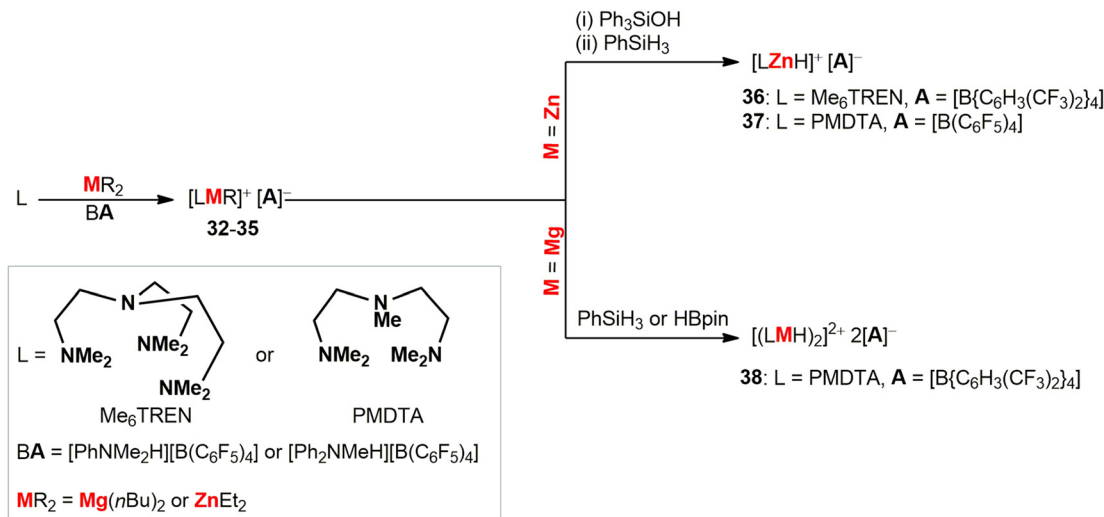 (i) Ph₃SiOH
(ii) PhSiH₃
[LZnH]⁺ [A]⁻
36: L = Me₆TREN, A = [B{C₆H₃(CF₃)₂}₄]
37: L = PMDTA, A = [B(C₆F₅)₄]
M = Zn
L
MR₂
BA
[LMR]⁺ [A]⁻
32-35
M = Mg
PhSiH₃ or HBpin
[(LMH)₂]²⁺ 2[A]⁻
38: L = PMDTA, A = [B{C₆H₃(CF₃)₂}₄]
L =
N
NMe₂
NMe₂
NMe₂
Me₆TREN
or
N
Me
NMe₂
Me₂N
PMDTA
BA = [PhNMe₂H][B(C₆F₅)₄] or [Ph₂NMeH][B(C₆F₅)₄]
MR₂ = Mg(nBu)₂ or ZnEt₂